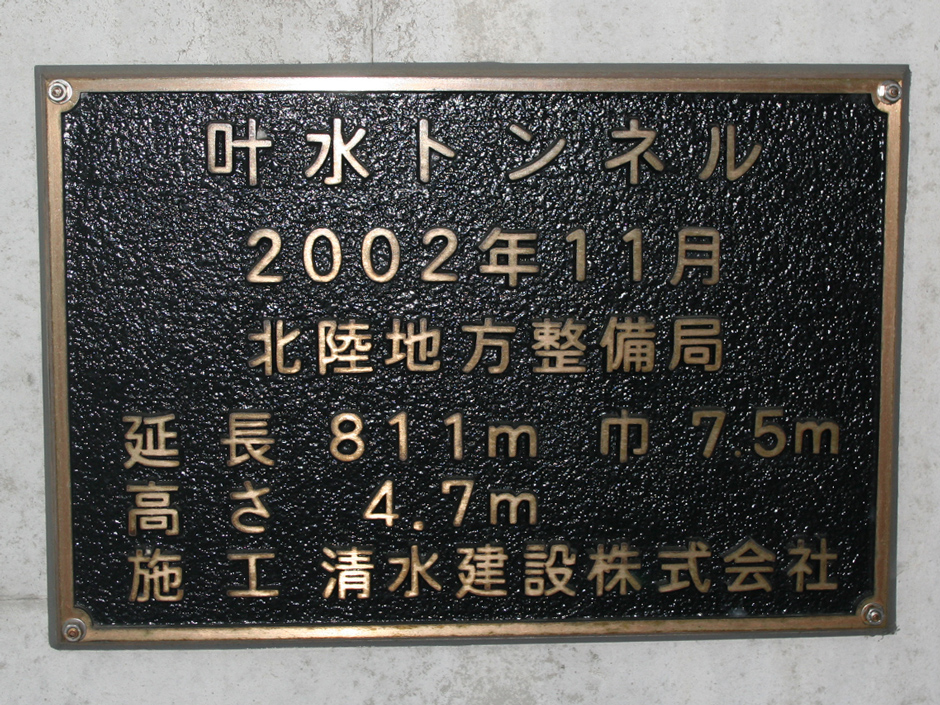 叶水トンネル
2002年11月
北陸地方整備局
延長 811m 巾 7.5m
高さ 4.7m
施工 清水建設株式会社